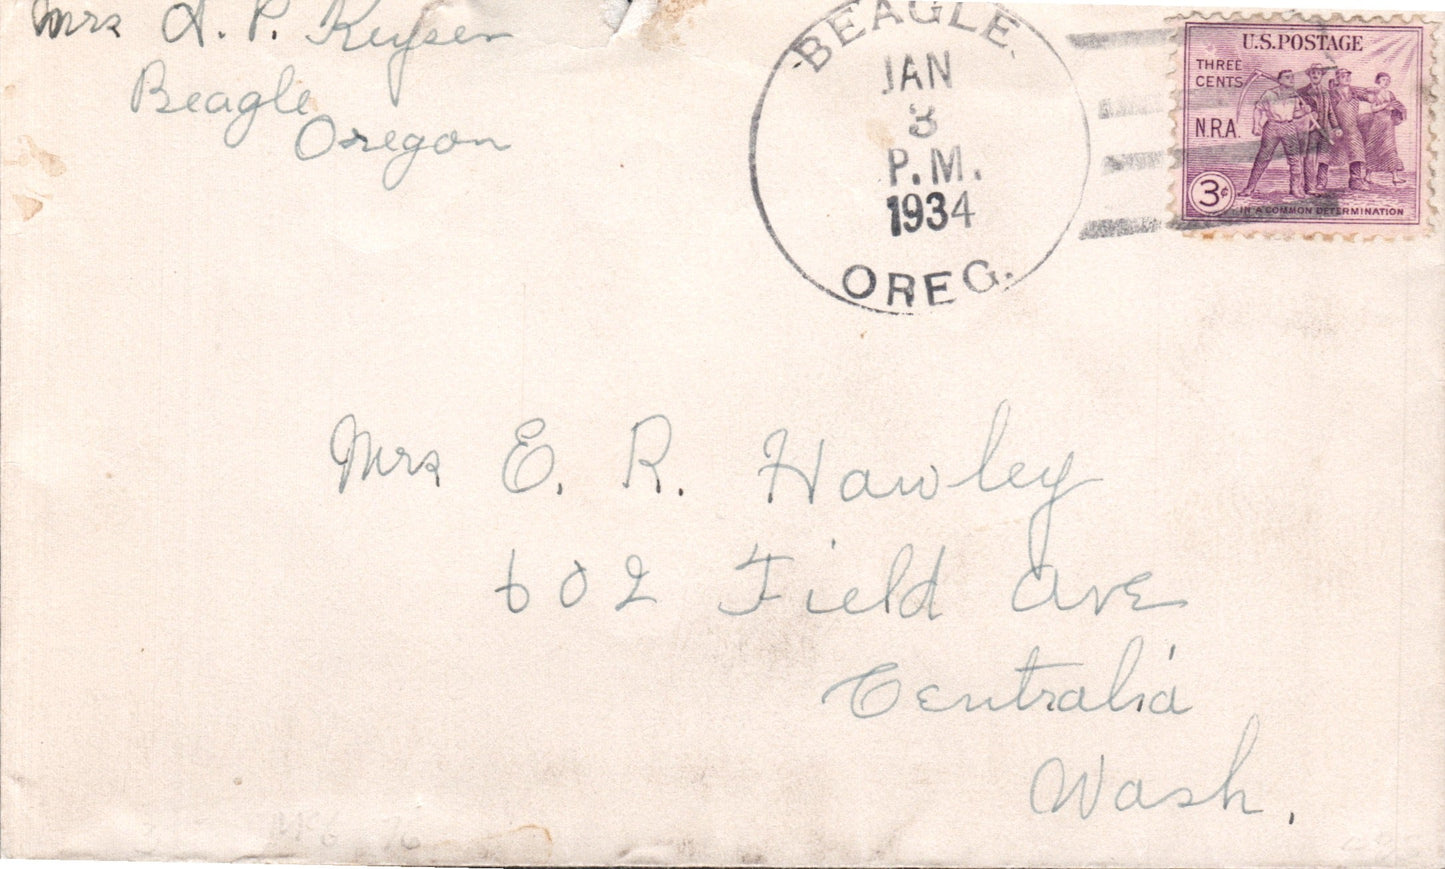 Mrs A. P. Keyser
Beagle
Oregon
BEAGLE
JAN
3
P.M.
1934
OREG.
U.S. POSTAGE
THREE
CENTS
N.R.A.
3¢
IN A COMMON DETERMINATION
Mrs E. R. Hawley
602 Field Ave
Centralia
Wash.